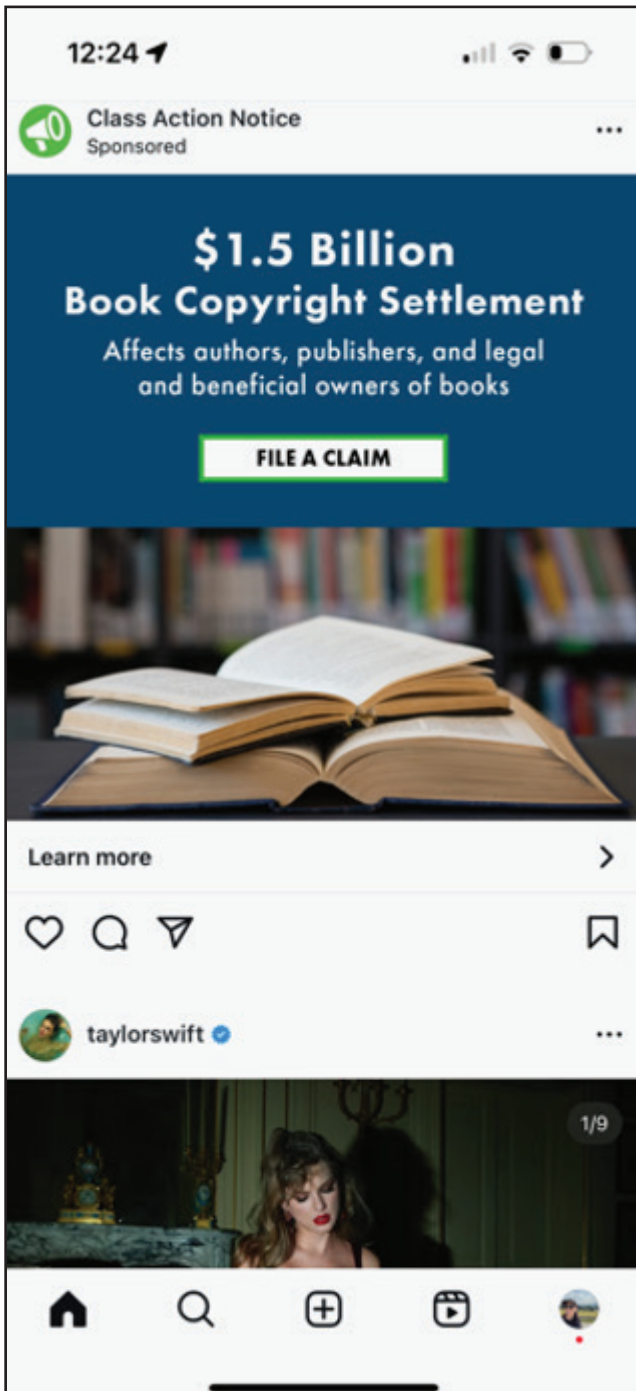 12:24
Class Action Notice
Sponsored
$1.5 Billion
Book Copyright Settlement
Affects authors, publishers, and legal
and beneficial owners of books
FILE A CLAIM
Learn more
taylorswift
1/9